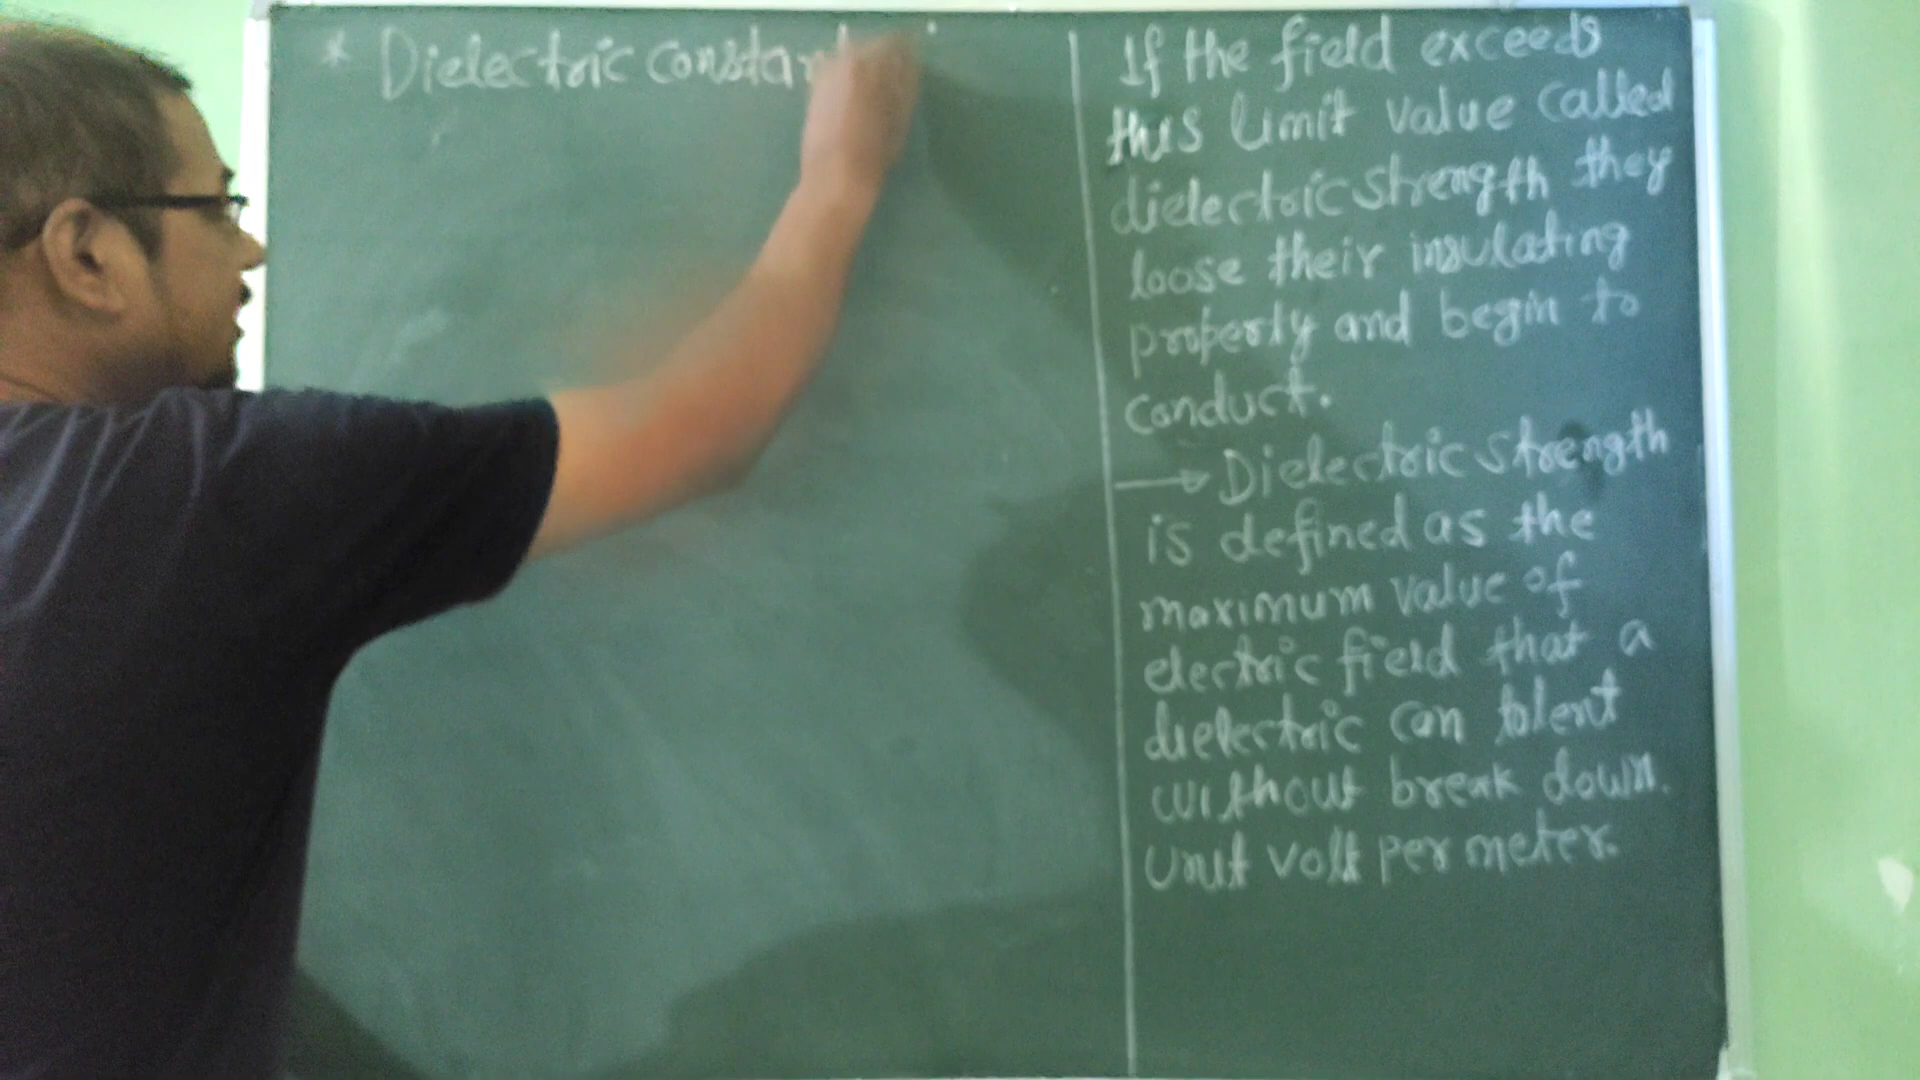 * Dielectric constant
If the field exceeds
this limit value called
dielectric strength they
loose their insulating
property and begin to
conduct.
→ Dielectric strength
is defined as the
maximum value of
electric field that a
dielectric can tolent
without break down.
Unit volt per meter.